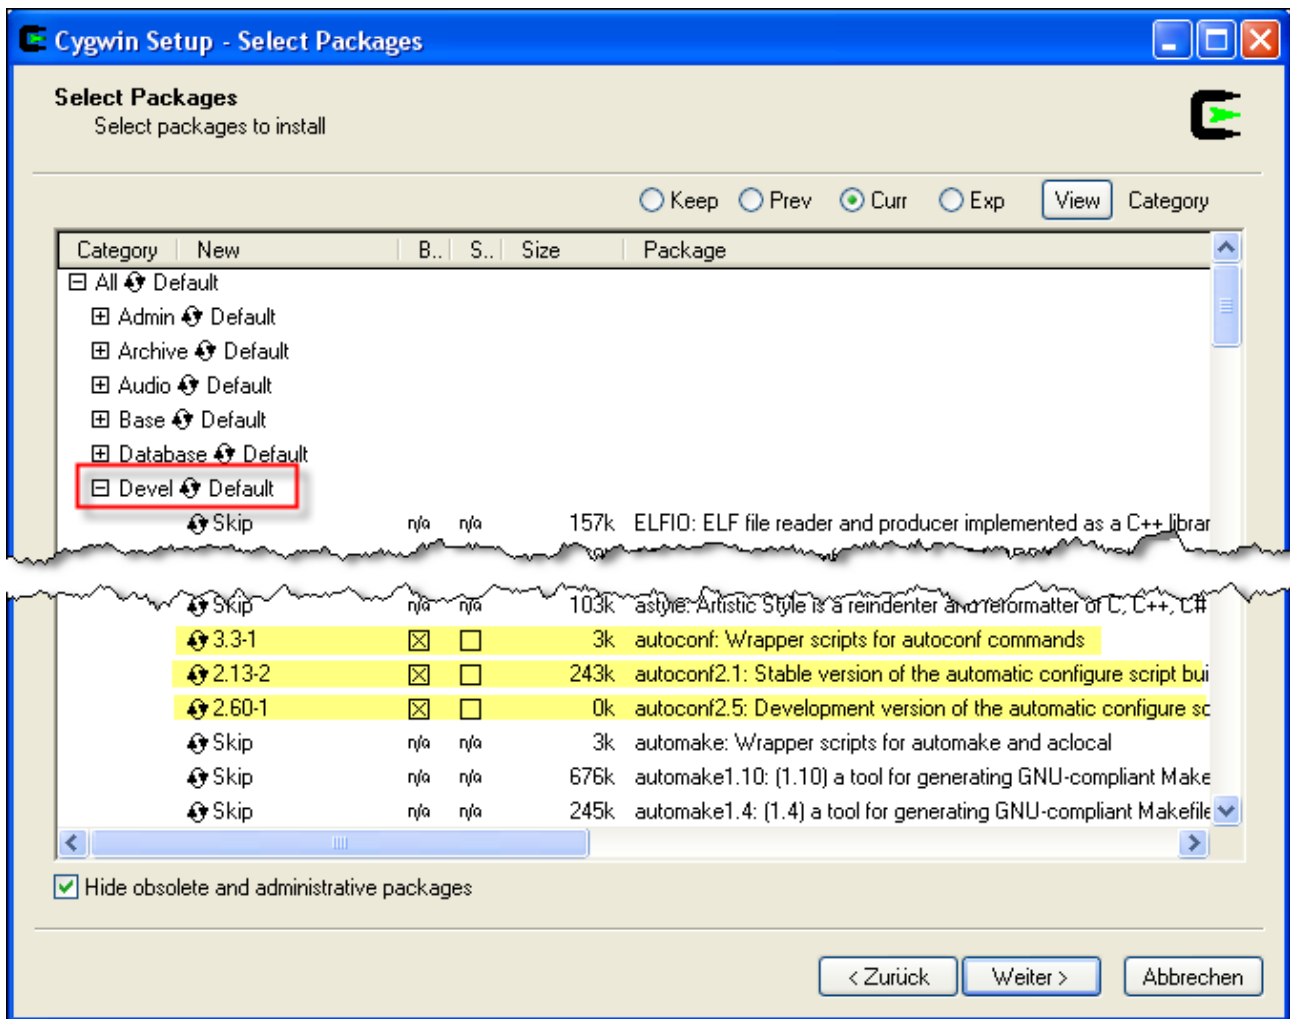 Cygwin Setup - Select Packages
Select Packages
Select packages to install
Keep Prev Curr Exp View Category
Category New B.. S.. Size Package
All Default
Admin Default
Archive Default
Audio Default
Base Default
Database Default
Devel Default
Skip n/a n/a 157k ELFIO: ELF file reader and producer implemented as a C++ librar
Skip n/a n/a 103k astyle: Artistic Style is a reindenter and reformatter of C, C++, C#
3.3-1 3k autoconf: Wrapper scripts for autoconf commands
2.13-2 243k autoconf2.1: Stable version of the automatic configure script bui
2.60-1 0k autoconf2.5: Development version of the automatic configure sc
Skip n/a n/a 3k automake: Wrapper scripts for automake and aclocal
Skip n/a n/a 676k automake1.10: (1.10) a tool for generating GNU-compliant Make
Skip n/a n/a 245k automake1.4: (1.4) a tool for generating GNU-compliant Makefile
Hide obsolete and administrative packages
< Zurück Weiter > Abbrechen